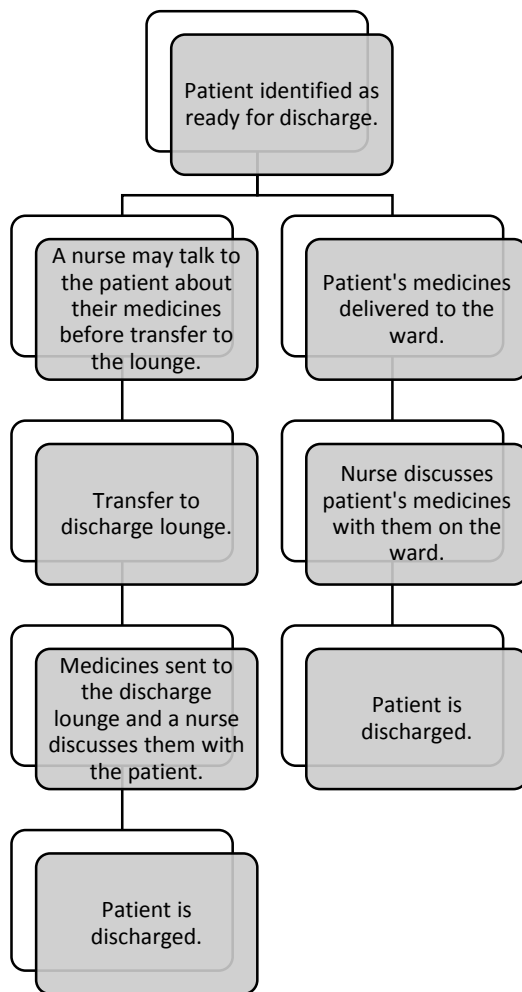 Patient identified as
ready for discharge.
A nurse may talk to
the patient about
their medicines
before transfer to
the lounge.
Transfer to
discharge lounge.
Medicines sent to
the discharge
lounge and a nurse
discusses them with
the patient.
Patient is
discharged.
Patient's medicines
delivered to the
ward.
Nurse discusses
patient's medicines
with them on the
ward.
Patient is
discharged.